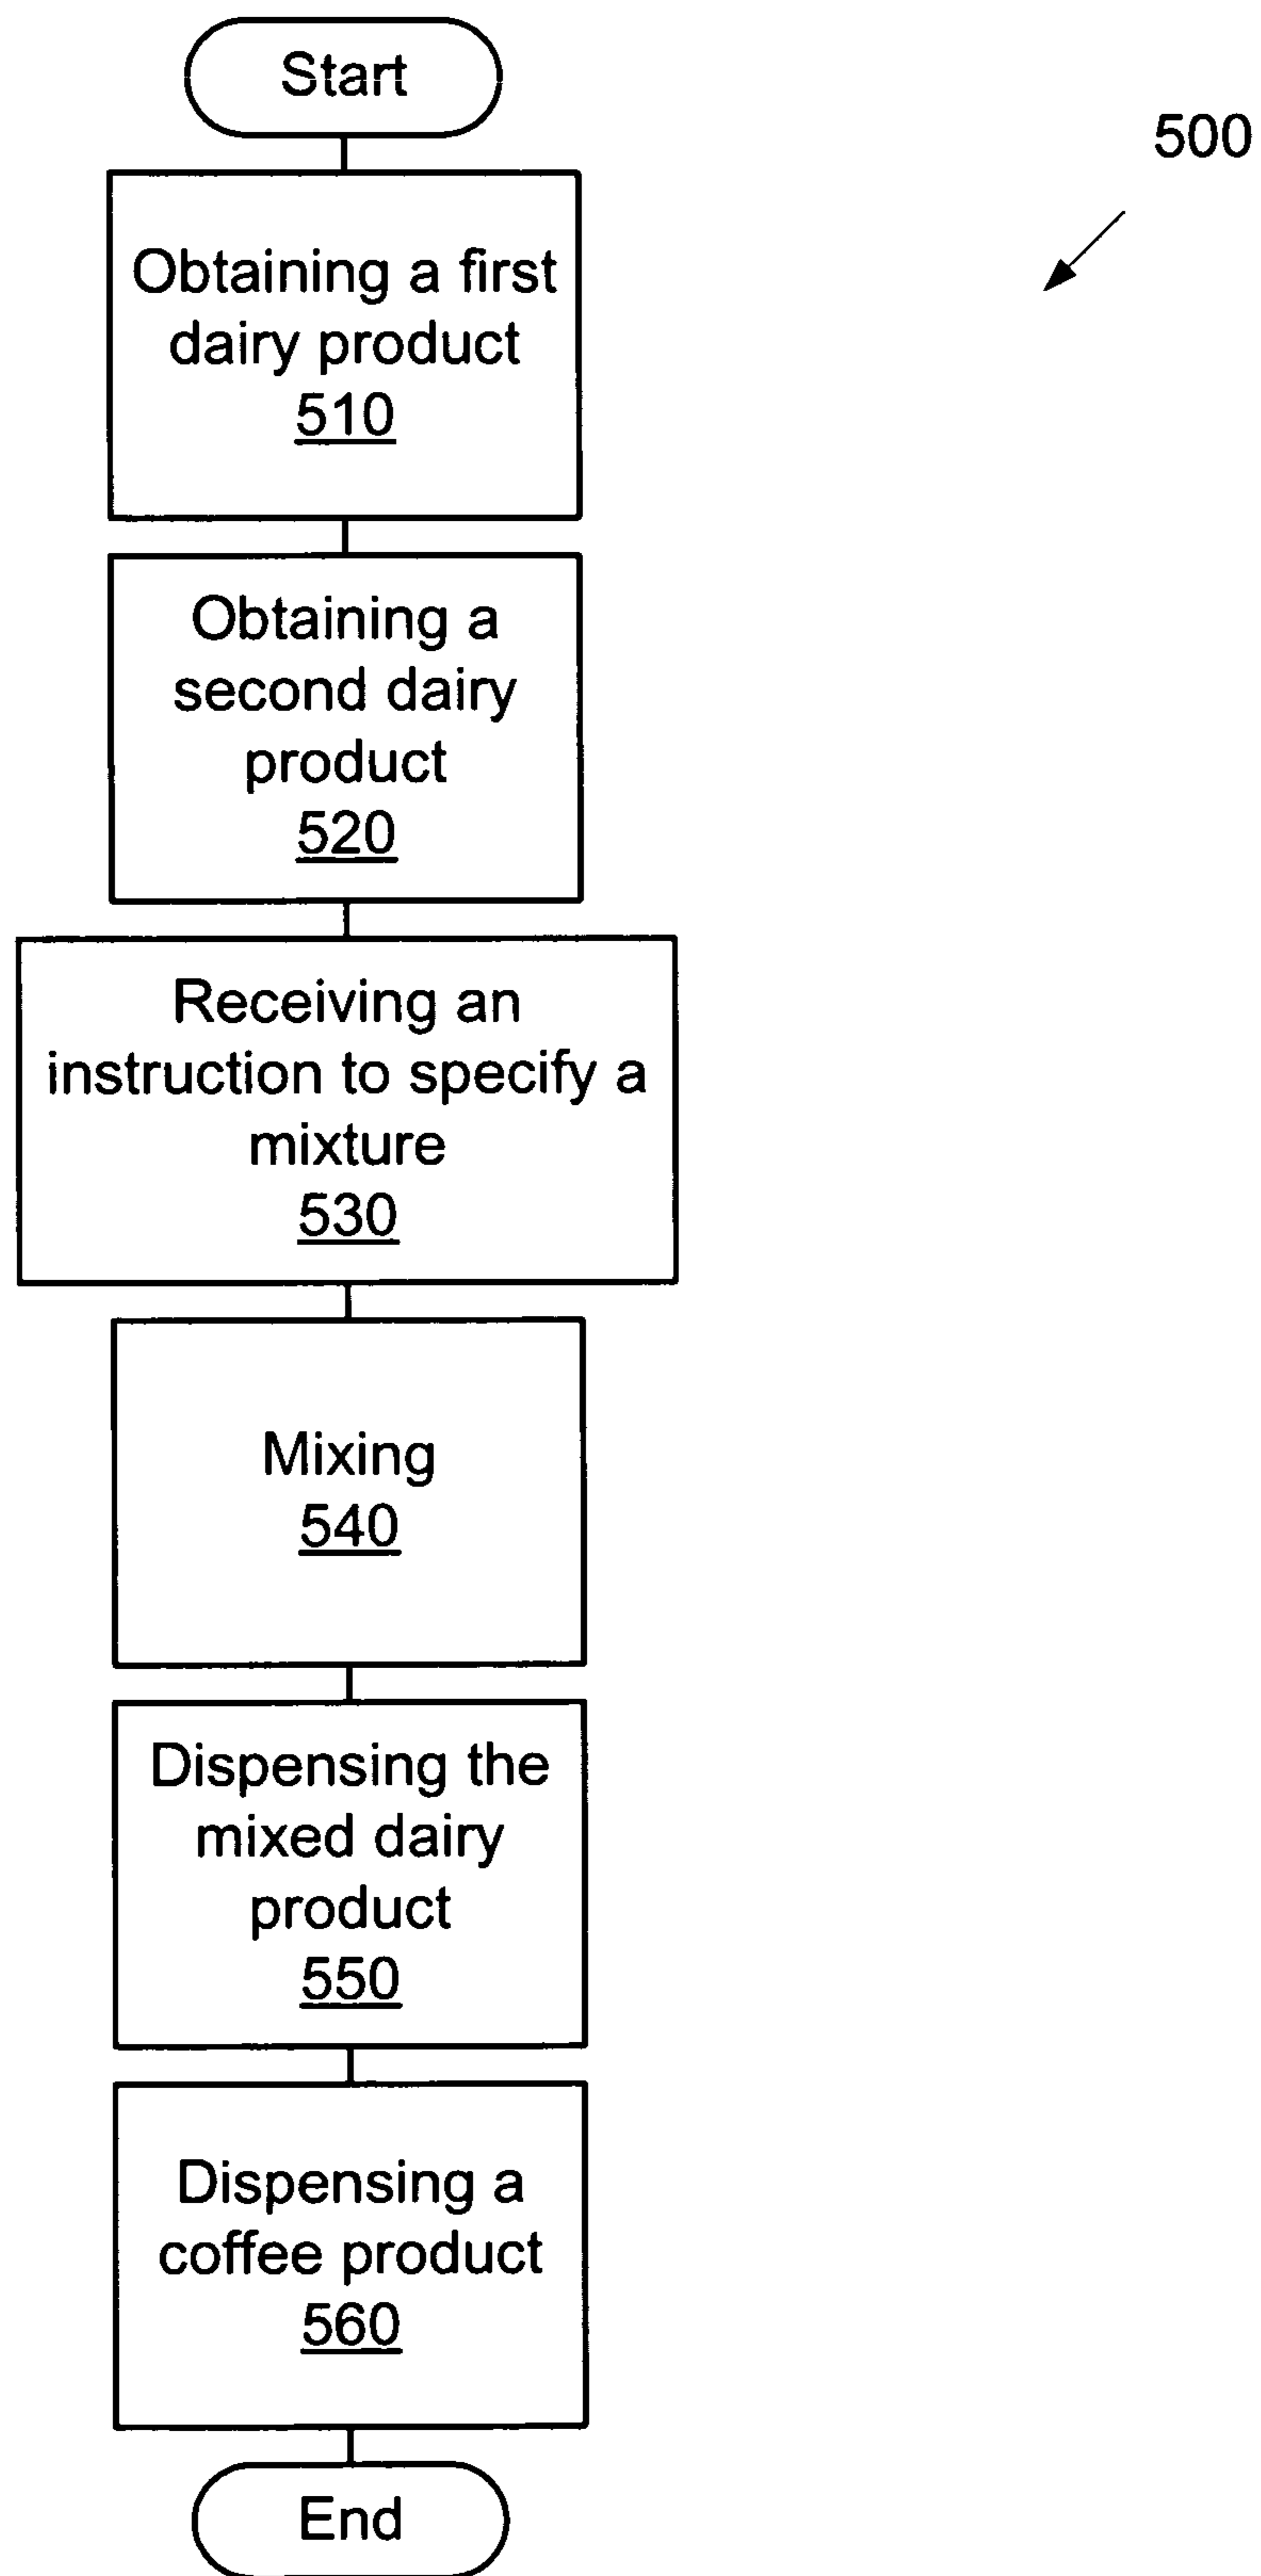 Start
500
Obtaining a first
dairy product
510
Obtaining a
second dairy
product
520
Receiving an
instruction to specify a
mixture
530
Mixing
540
Dispensing the
mixed dairy
product
550
Dispensing a
coffee product
560
End